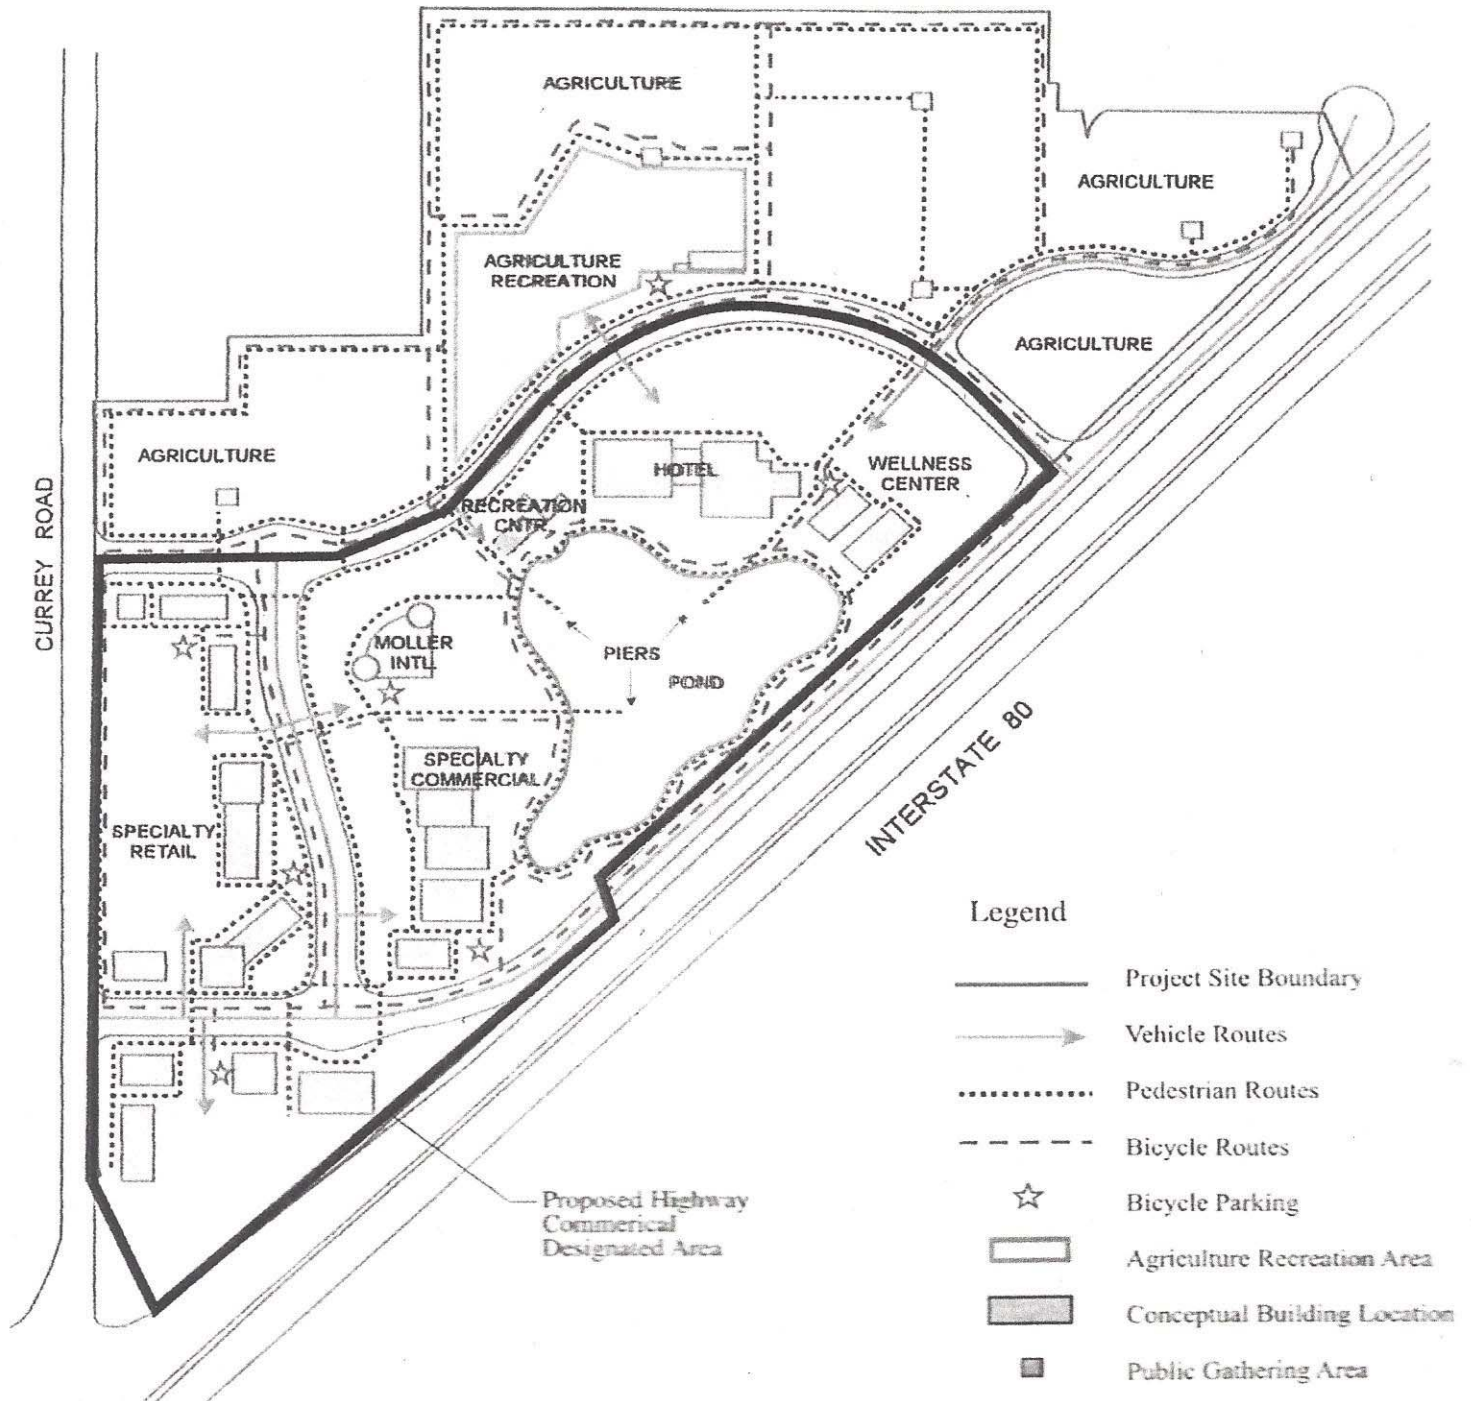 AGRICULTURE
AGRICULTURE
AGRICULTURE
RECREATION
AGRICULTURE
AGRICULTURE
HOTEL
WELLNESS
CENTER
RECREATION
CNTR.
CURREY ROAD
MOLLER
INTL.
PIERS
POND
SPECIALTY
COMMERCIAL
INTERSTATE 80
SPECIALTY
RETAIL
Proposed Highway
Commerical
Designated Area
Legend
Project Site Boundary
Vehicle Routes
Pedestrian Routes
Bicycle Routes
Bicycle Parking
Agriculture Recreation Area
Conceptual Building Location
Public Gathering Area